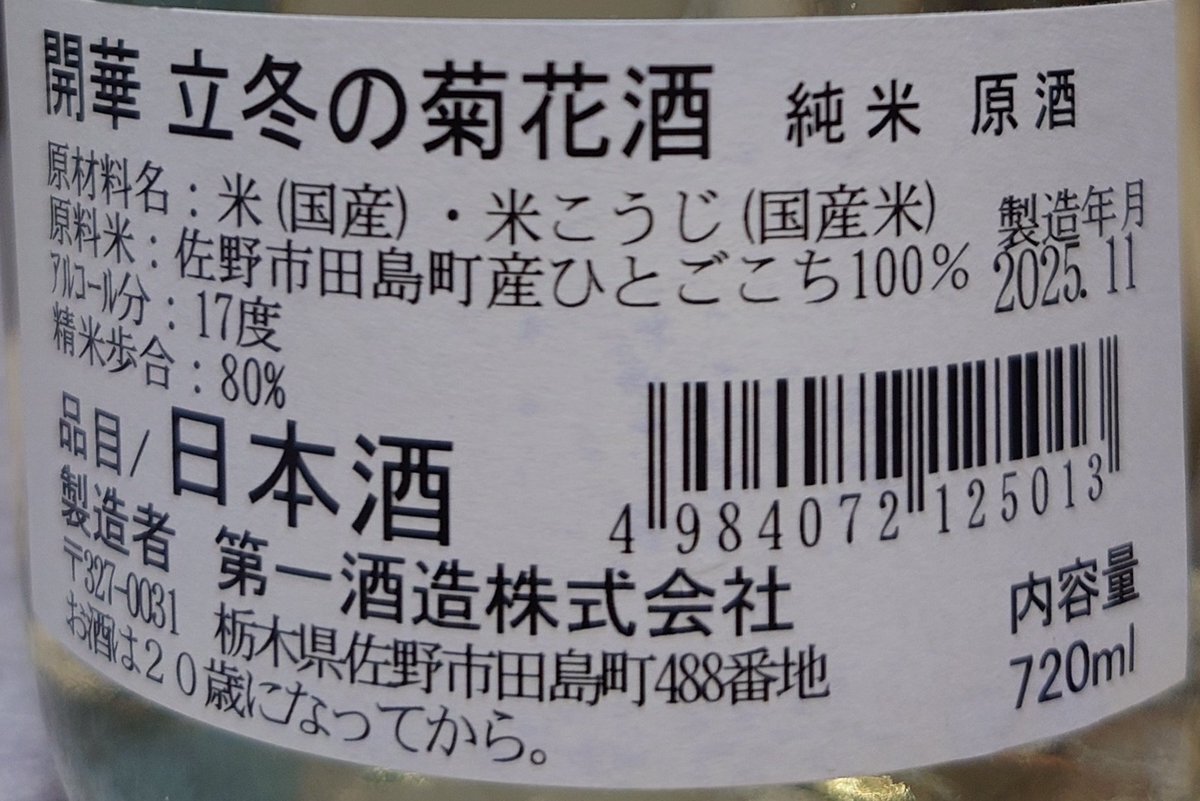 開華 立冬の菊花酒 純米 原酒
原材料名：米(国産)・米こうじ(国産米)
製造年月
原料米：佐野市田島町産ひとごこち100%
2025.11
アルコール分：17度
精米歩合：80%
品目/日本酒
4 984072 125013
製造者 第一酒造株式会社
〒327-0031 栃木県佐野市田島町488番地
内容量
720ml
お酒は20歳になってから。